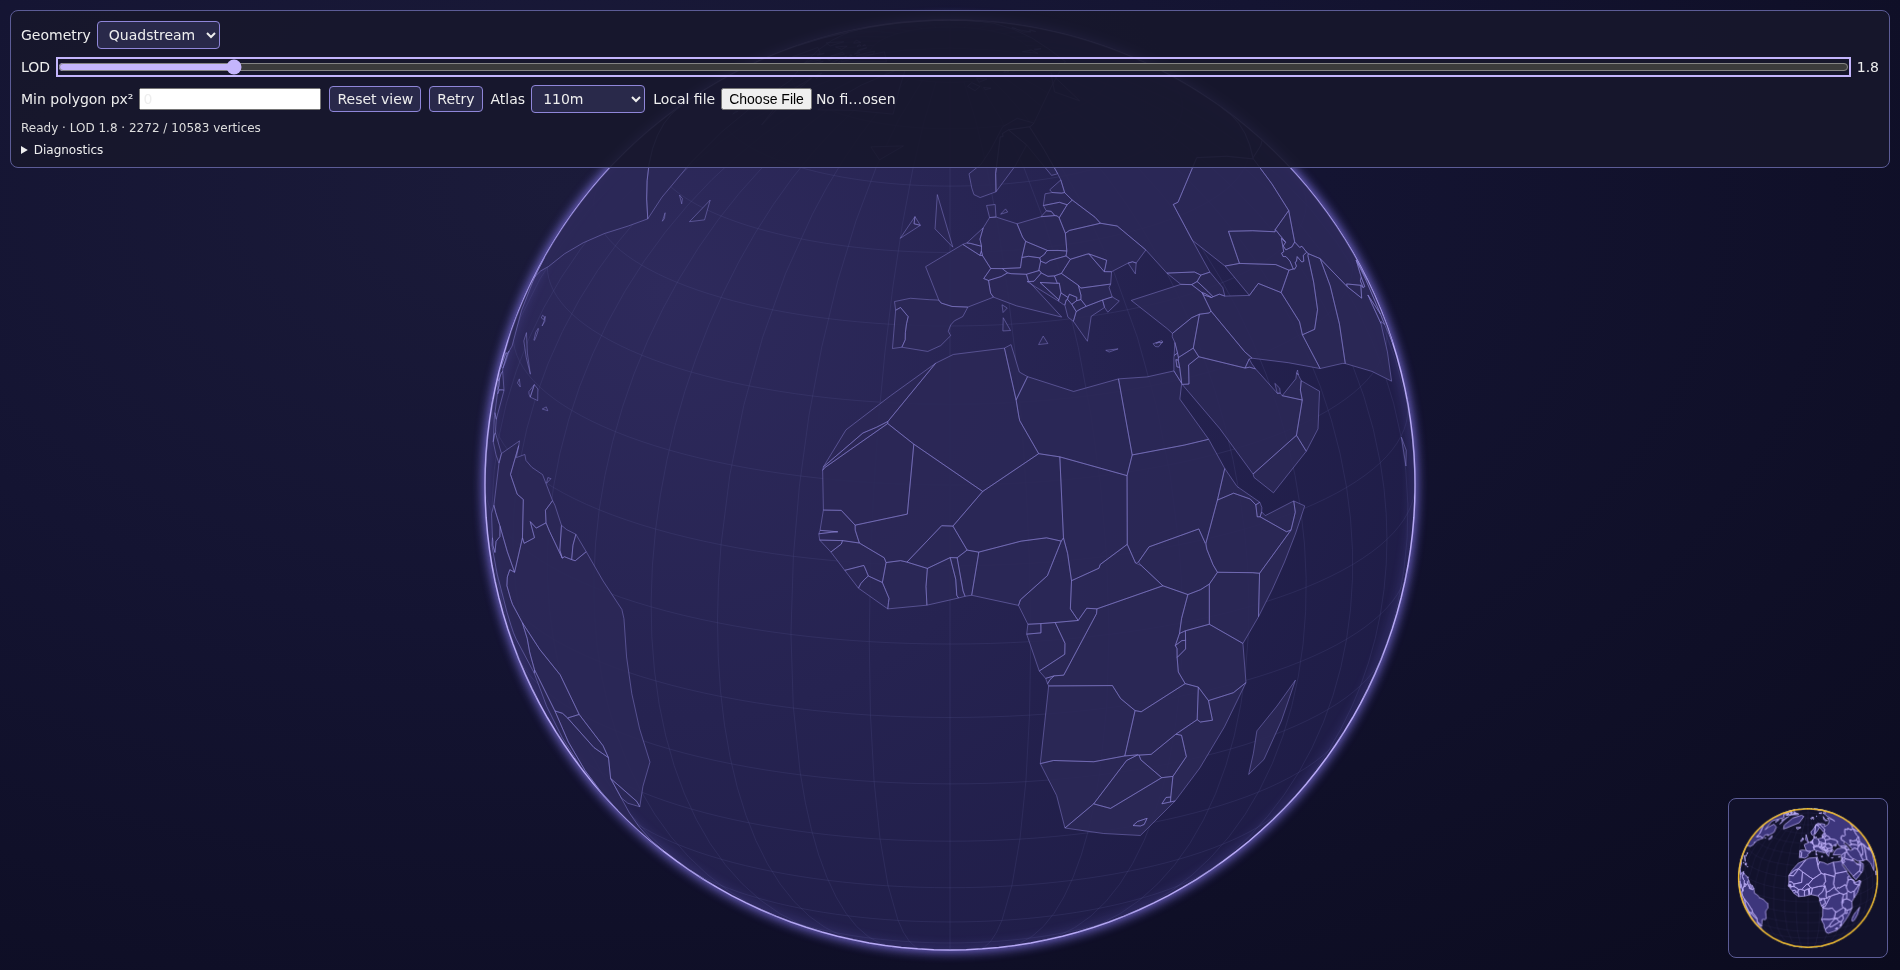 Geometry Quadstream
LOD 1.8
Min polygon px² 0 Reset view Retry Atlas 110m Local file Choose File No fi...osen
Ready · LOD 1.8 · 2272 / 10583 vertices
Diagnostics